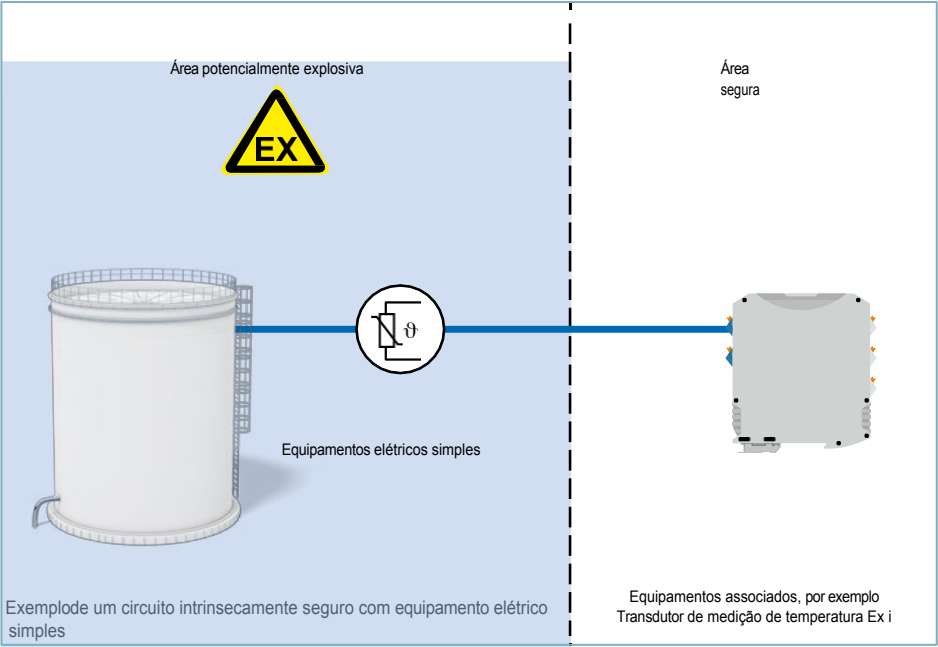 Área potencialmente explosiva
Área
segura
EX
ϑ
Equipamentos elétricos simples
Exemplode um circuito intrinsecamente seguro com equipamento elétrico
simples
Equipamentos associados, por exemplo
Transdutor de medição de temperatura Ex i